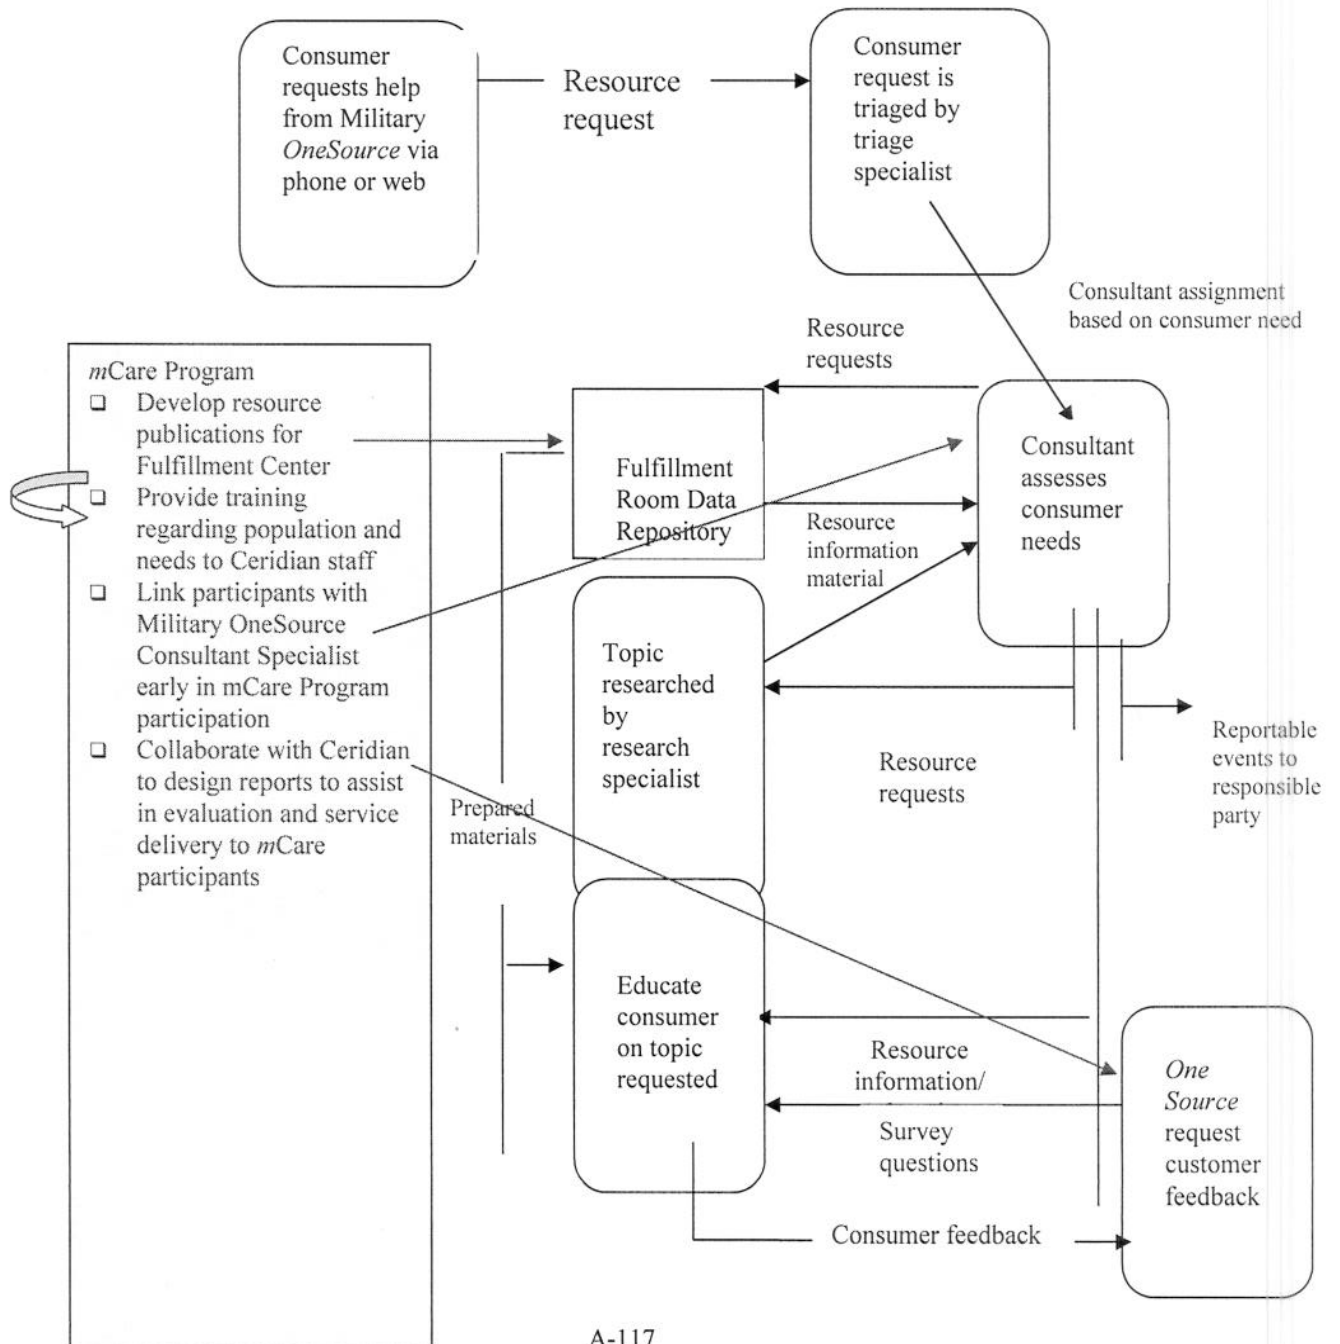 Consumer
requests help
from Military
OneSource via
phone or web
Resource
request
Consumer
request is
triaged by
triage
specialist
Consultant assignment
based on consumer need
Resource
requests
mCare Program
❑ Develop resource
publications for
Fulfillment Center
❑ Provide training
regarding population and
needs to Ceridian staff
❑ Link participants with
Military OneSource
Consultant Specialist
early in mCare Program
participation
❑ Collaborate with Ceridian
to design reports to assist
in evaluation and service
delivery to mCare
participants
Fulfillment
Room Data
Repository
Resource
information
material
Consultant
assesses
consumer
needs
Topic
researched
by
research
specialist
Resource
requests
Reportable
events to
responsible
party
Prepared
materials
Educate
consumer
on topic
requested
Resource
information/
Survey
questions
One
Source
request
customer
feedback
Consumer feedback
A-117